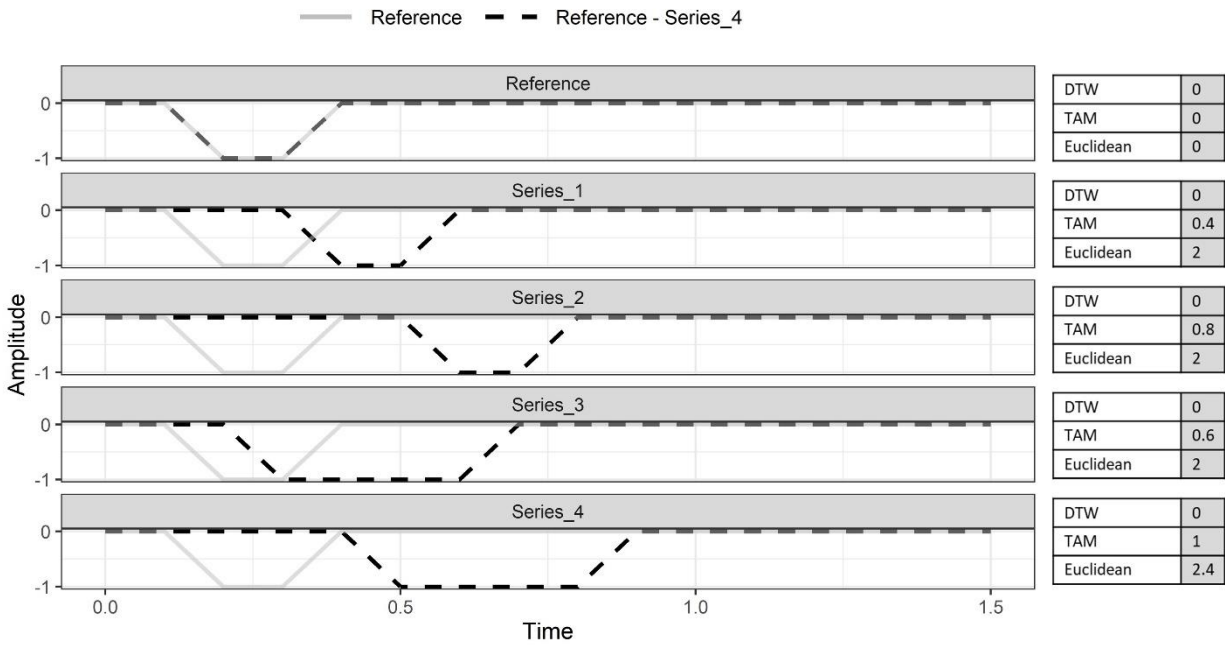 Reference Reference - Series_4
Reference
0
-1
DTW 0
TAM 0
Euclidean 0
Series_1
0
-1
DTW 0
TAM 0.4
Euclidean 2
Series_2
0
-1
DTW 0
TAM 0.8
Euclidean 2
Series_3
0
-1
DTW 0
TAM 0.6
Euclidean 2
Series_4
0
-1
DTW 0
TAM 1
Euclidean 2.4
Amplitude
0.0 0.5 1.0 1.5
Time